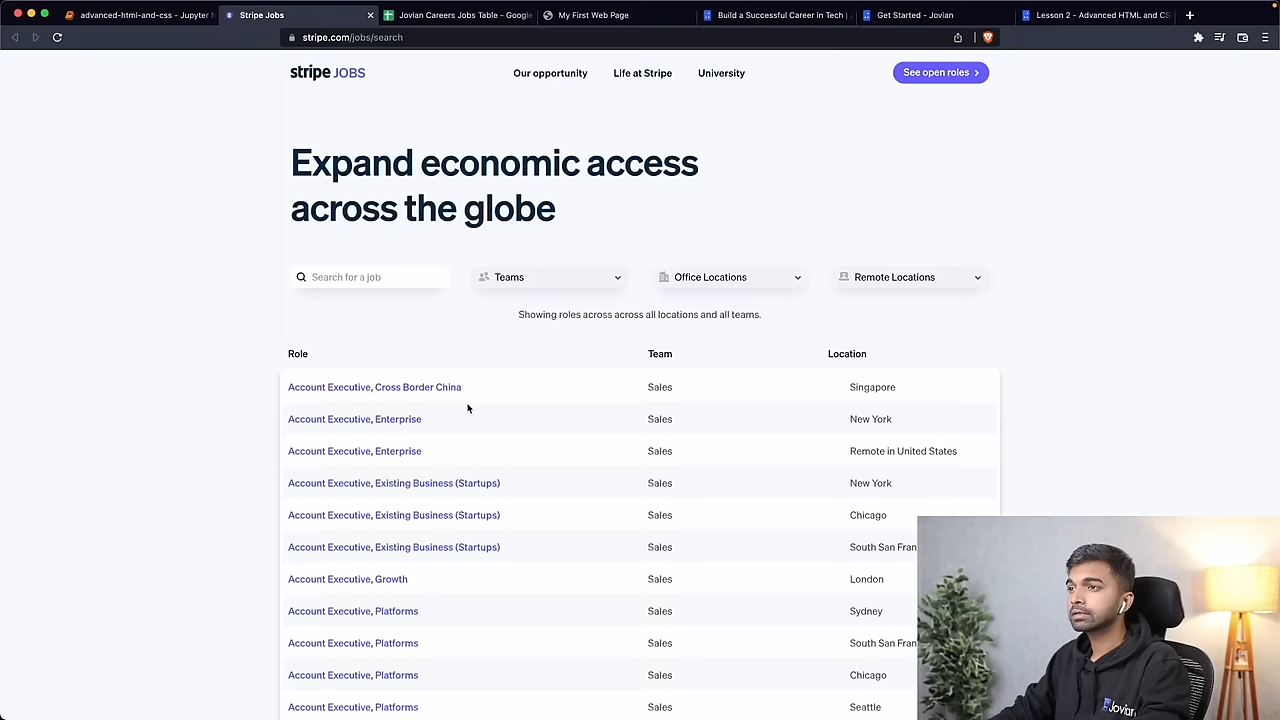 advanced-html-and-css - Jupyter N
Stripe Jobs
Jovian Careers Jobs Table - Google
My First Web Page
Build a Successful Career in Tech |
Get Started - Jovian
Lesson 2 - Advanced HTML and CS
stripe.com/jobs/search
stripe JOBS
Our opportunity
Life at Stripe
University
See open roles
Expand economic access
across the globe
Search for a job
Teams
Office Locations
Remote Locations
Showing roles across across all locations and all teams.
Role Team Location
Account Executive, Cross Border China Sales Singapore
Account Executive, Enterprise Sales New York
Account Executive, Enterprise Sales Remote in United States
Account Executive, Existing Business (Startups) Sales New York
Account Executive, Existing Business (Startups) Sales Chicago
Account Executive, Existing Business (Startups) Sales South San Fran
Account Executive, Growth Sales London
Account Executive, Platforms Sales Sydney
Account Executive, Platforms Sales South San Fran
Account Executive, Platforms Sales Chicago
Account Executive, Platforms Sales Seattle
Jovian